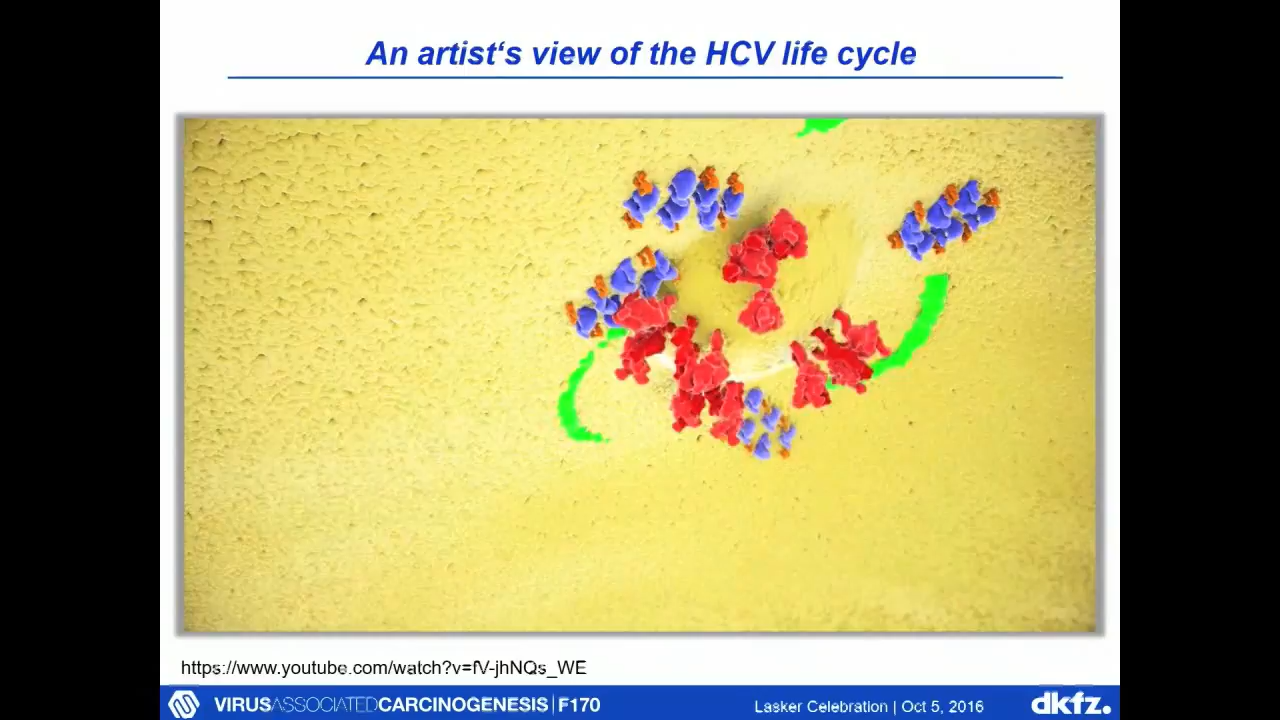 An artist‘s view of the HCV life cycle
https://www.youtube.com/watch?v=fV-jhNQs_WE
VIRUSASSOCIATEDCARCINOGENESIS|F170
Lasker Celebration | Oct 5, 2016
dkfz.